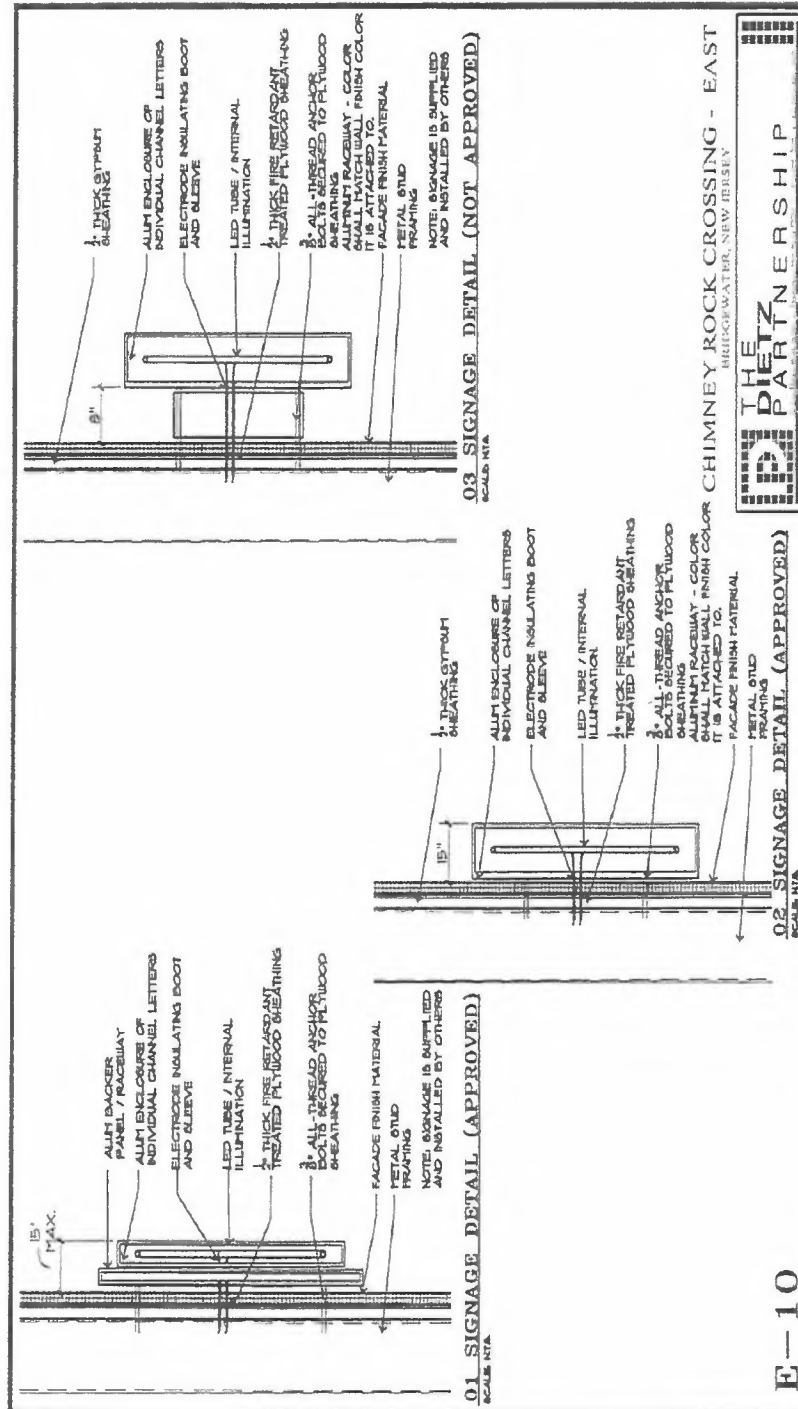 15"
MAX.
ALUM BACKER
PANEL / RACEWAY
ALUM ENCLOSURE OF
INDIVIDUAL CHANNEL LETTERS
ELECTRODE INSULATING BOOT
AND SLEEVE
LED TUBE / INTERNAL
ILLUMINATION
1/2" THICK FIRE RETARDANT
TREATED PLYWOOD SHEATHING
3/8" ALL-THREAD ANCHOR
BOLTS SECURED TO PLYWOOD
SHEATHING
FACADE FINISH MATERIAL
METAL STUD
FRAMING
NOTE: SIGNAGE IS SUPPLIED
AND INSTALLED BY OTHERS
01 SIGNAGE DETAIL (APPROVED)
SCALE: NTS
1/2" THICK GYPSUM
SHEATHING
15"
ALUM ENCLOSURE OF
INDIVIDUAL CHANNEL LETTERS
ELECTRODE INSULATING BOOT
AND SLEEVE
LED TUBE / INTERNAL
ILLUMINATION
1/2" THICK FIRE RETARDANT
TREATED PLYWOOD SHEATHING
3/8" ALL-THREAD ANCHOR
BOLTS SECURED TO PLYWOOD
SHEATHING
ALUMINUM RACEWAY - COLOR
SHALL MATCH WALL FINISH COLOR
IT IS ATTACHED TO.
FACADE FINISH MATERIAL
METAL STUD
FRAMING
02 SIGNAGE DETAIL (APPROVED)
SCALE: NTS
1/2" THICK GYPSUM
SHEATHING
8"
ALUM ENCLOSURE OF
INDIVIDUAL CHANNEL LETTERS
ELECTRODE INSULATING BOOT
AND SLEEVE
LED TUBE / INTERNAL
ILLUMINATION
1/2" THICK FIRE RETARDANT
TREATED PLYWOOD SHEATHING
3/8" ALL-THREAD ANCHOR
BOLTS SECURED TO PLYWOOD
SHEATHING
ALUMINUM RACEWAY - COLOR
SHALL MATCH WALL FINISH COLOR
IT IS ATTACHED TO.
FACADE FINISH MATERIAL
METAL STUD
FRAMING
NOTE: SIGNAGE IS SUPPLIED
AND INSTALLED BY OTHERS
03 SIGNAGE DETAIL (NOT APPROVED)
SCALE: NTS
E-10
CHIMNEY ROCK CROSSING - EAST
BRIDGEWATER, NEW JERSEY
D
THE
DIETZ
PARTNERSHIP